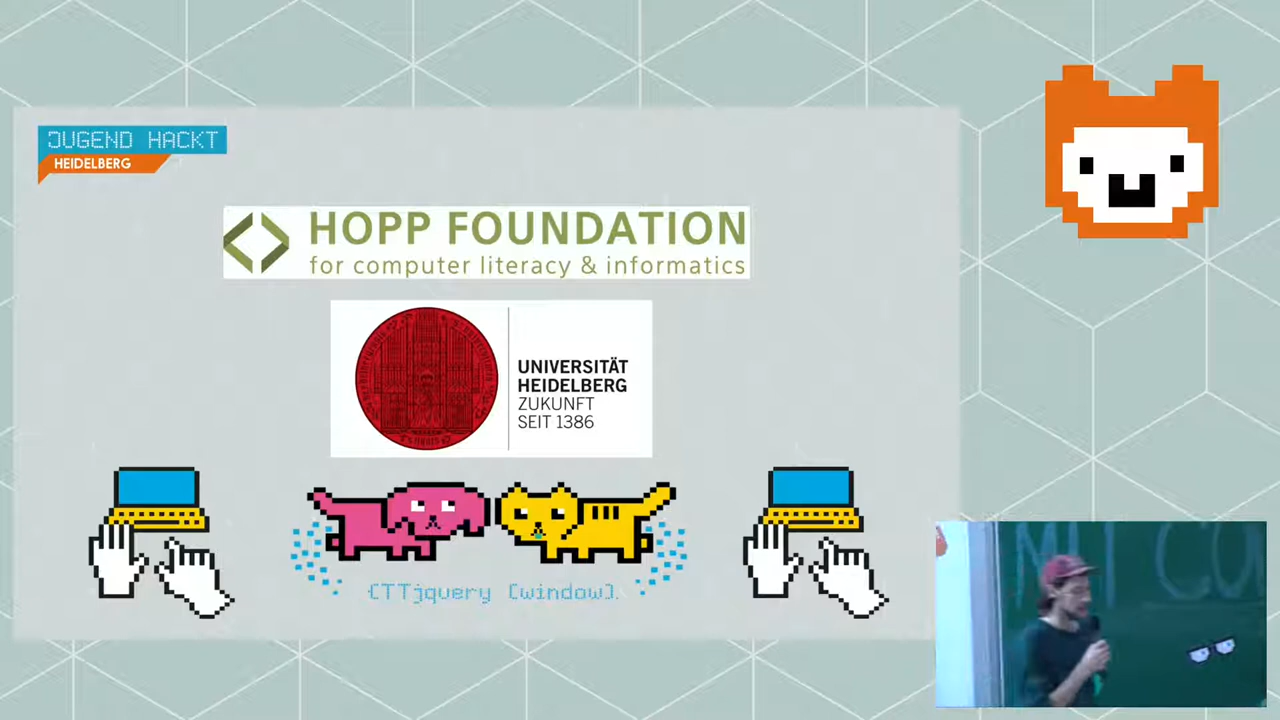 JUGEND HACKT
HEIDELBERG
HOPP FOUNDATION
for computer literacy & informatics
UNIVERSITÄT
HEIDELBERG
ZUKUNFT
SEIT 1386
(TTjquery (window).